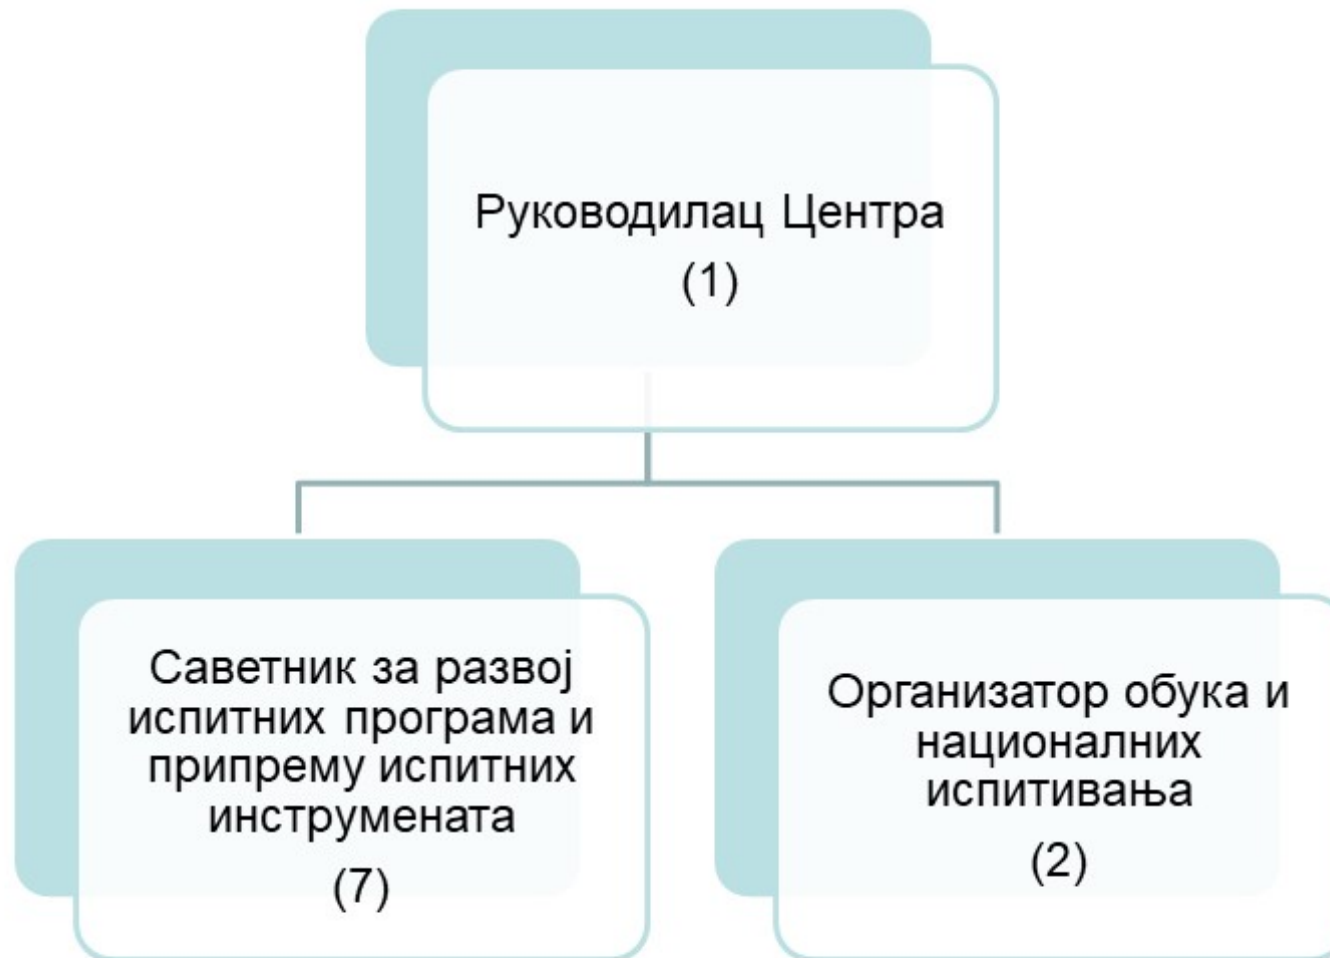 Руководилац Центра
(1)
Саветник за развој
испитних програма и
припрему испитних
инструмената
(7)
Организатор обука и
националних
испитивања
(2)